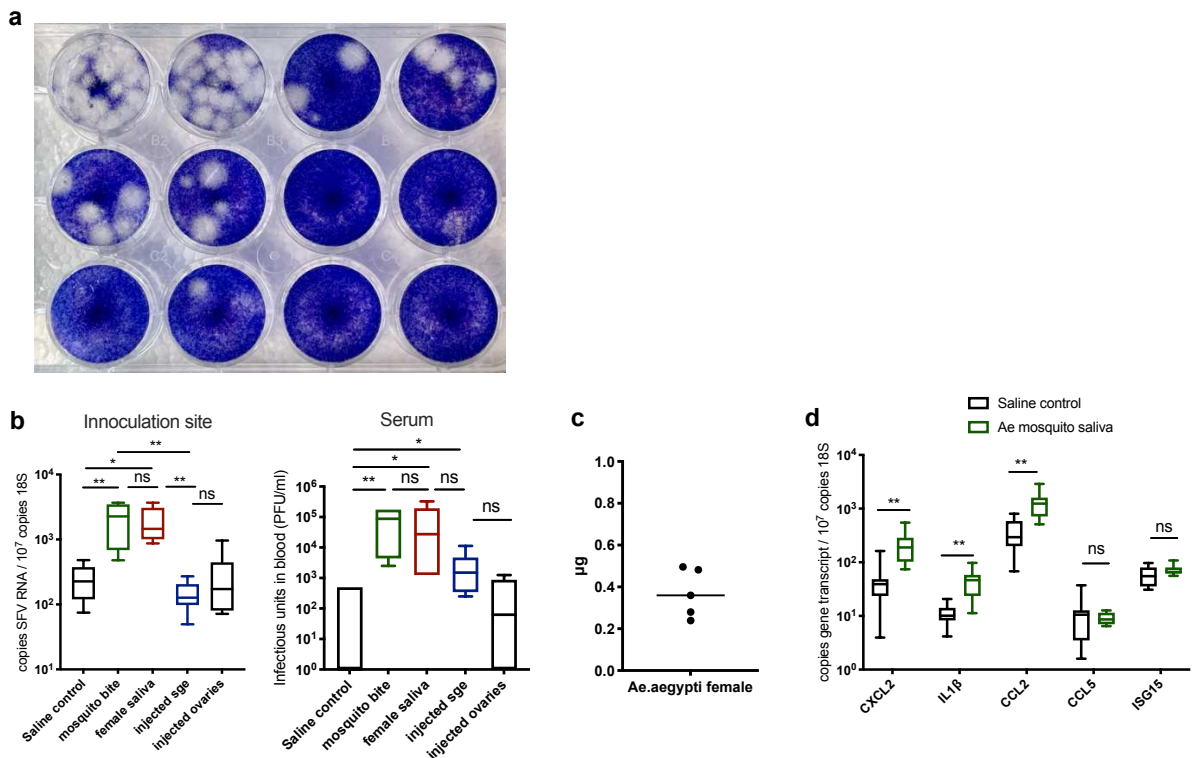 a
B2
B3
C2
b
Innoculation site
copies SFV RNA / 10⁷ copies 18S
10⁴
10³
10²
10¹
**
*
** ns ** ns
Saline control
mosquito bite
female saliva
injected sge
injected ovaries
Serum
Infectious units in blood (PFU/ml)
10⁶
10⁵
10⁴
10³
10²
10¹
10⁰
*
*
** ns ns
ns
Saline control
mosquito bite
female saliva
injected sge
injected ovaries
c
µg
1.0
0.8
0.6
0.4
0.2
0.0
Ae.aegypti female
d
Saline control
Ae mosquito saliva
copies gene transcript / 10⁷ copies 18S
10⁴
10³
10²
10¹
10⁰
** ** ** ns ns
CXCL2
IL1β
CCL2
CCL5
ISG15